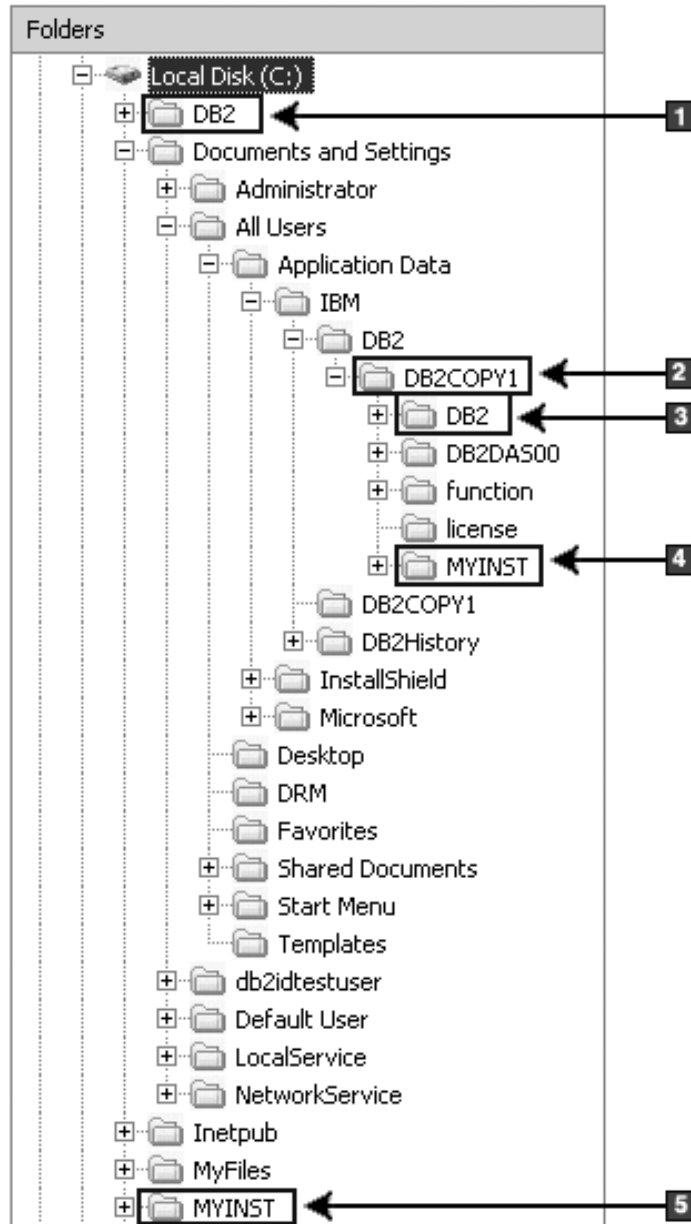 Folders
Local Disk (C:)
DB2 1
Documents and Settings
Administrator
All Users
Application Data
IBM
DB2
DB2COPY1 2
DB2 3
DB2DAS00
function
license
MYINST 4
DB2COPY1
DB2History
InstallShield
Microsoft
Desktop
DRM
Favorites
Shared Documents
Start Menu
Templates
db2idtestuser
Default User
LocalService
NetworkService
Inetpub
MyFiles
MYINST 5